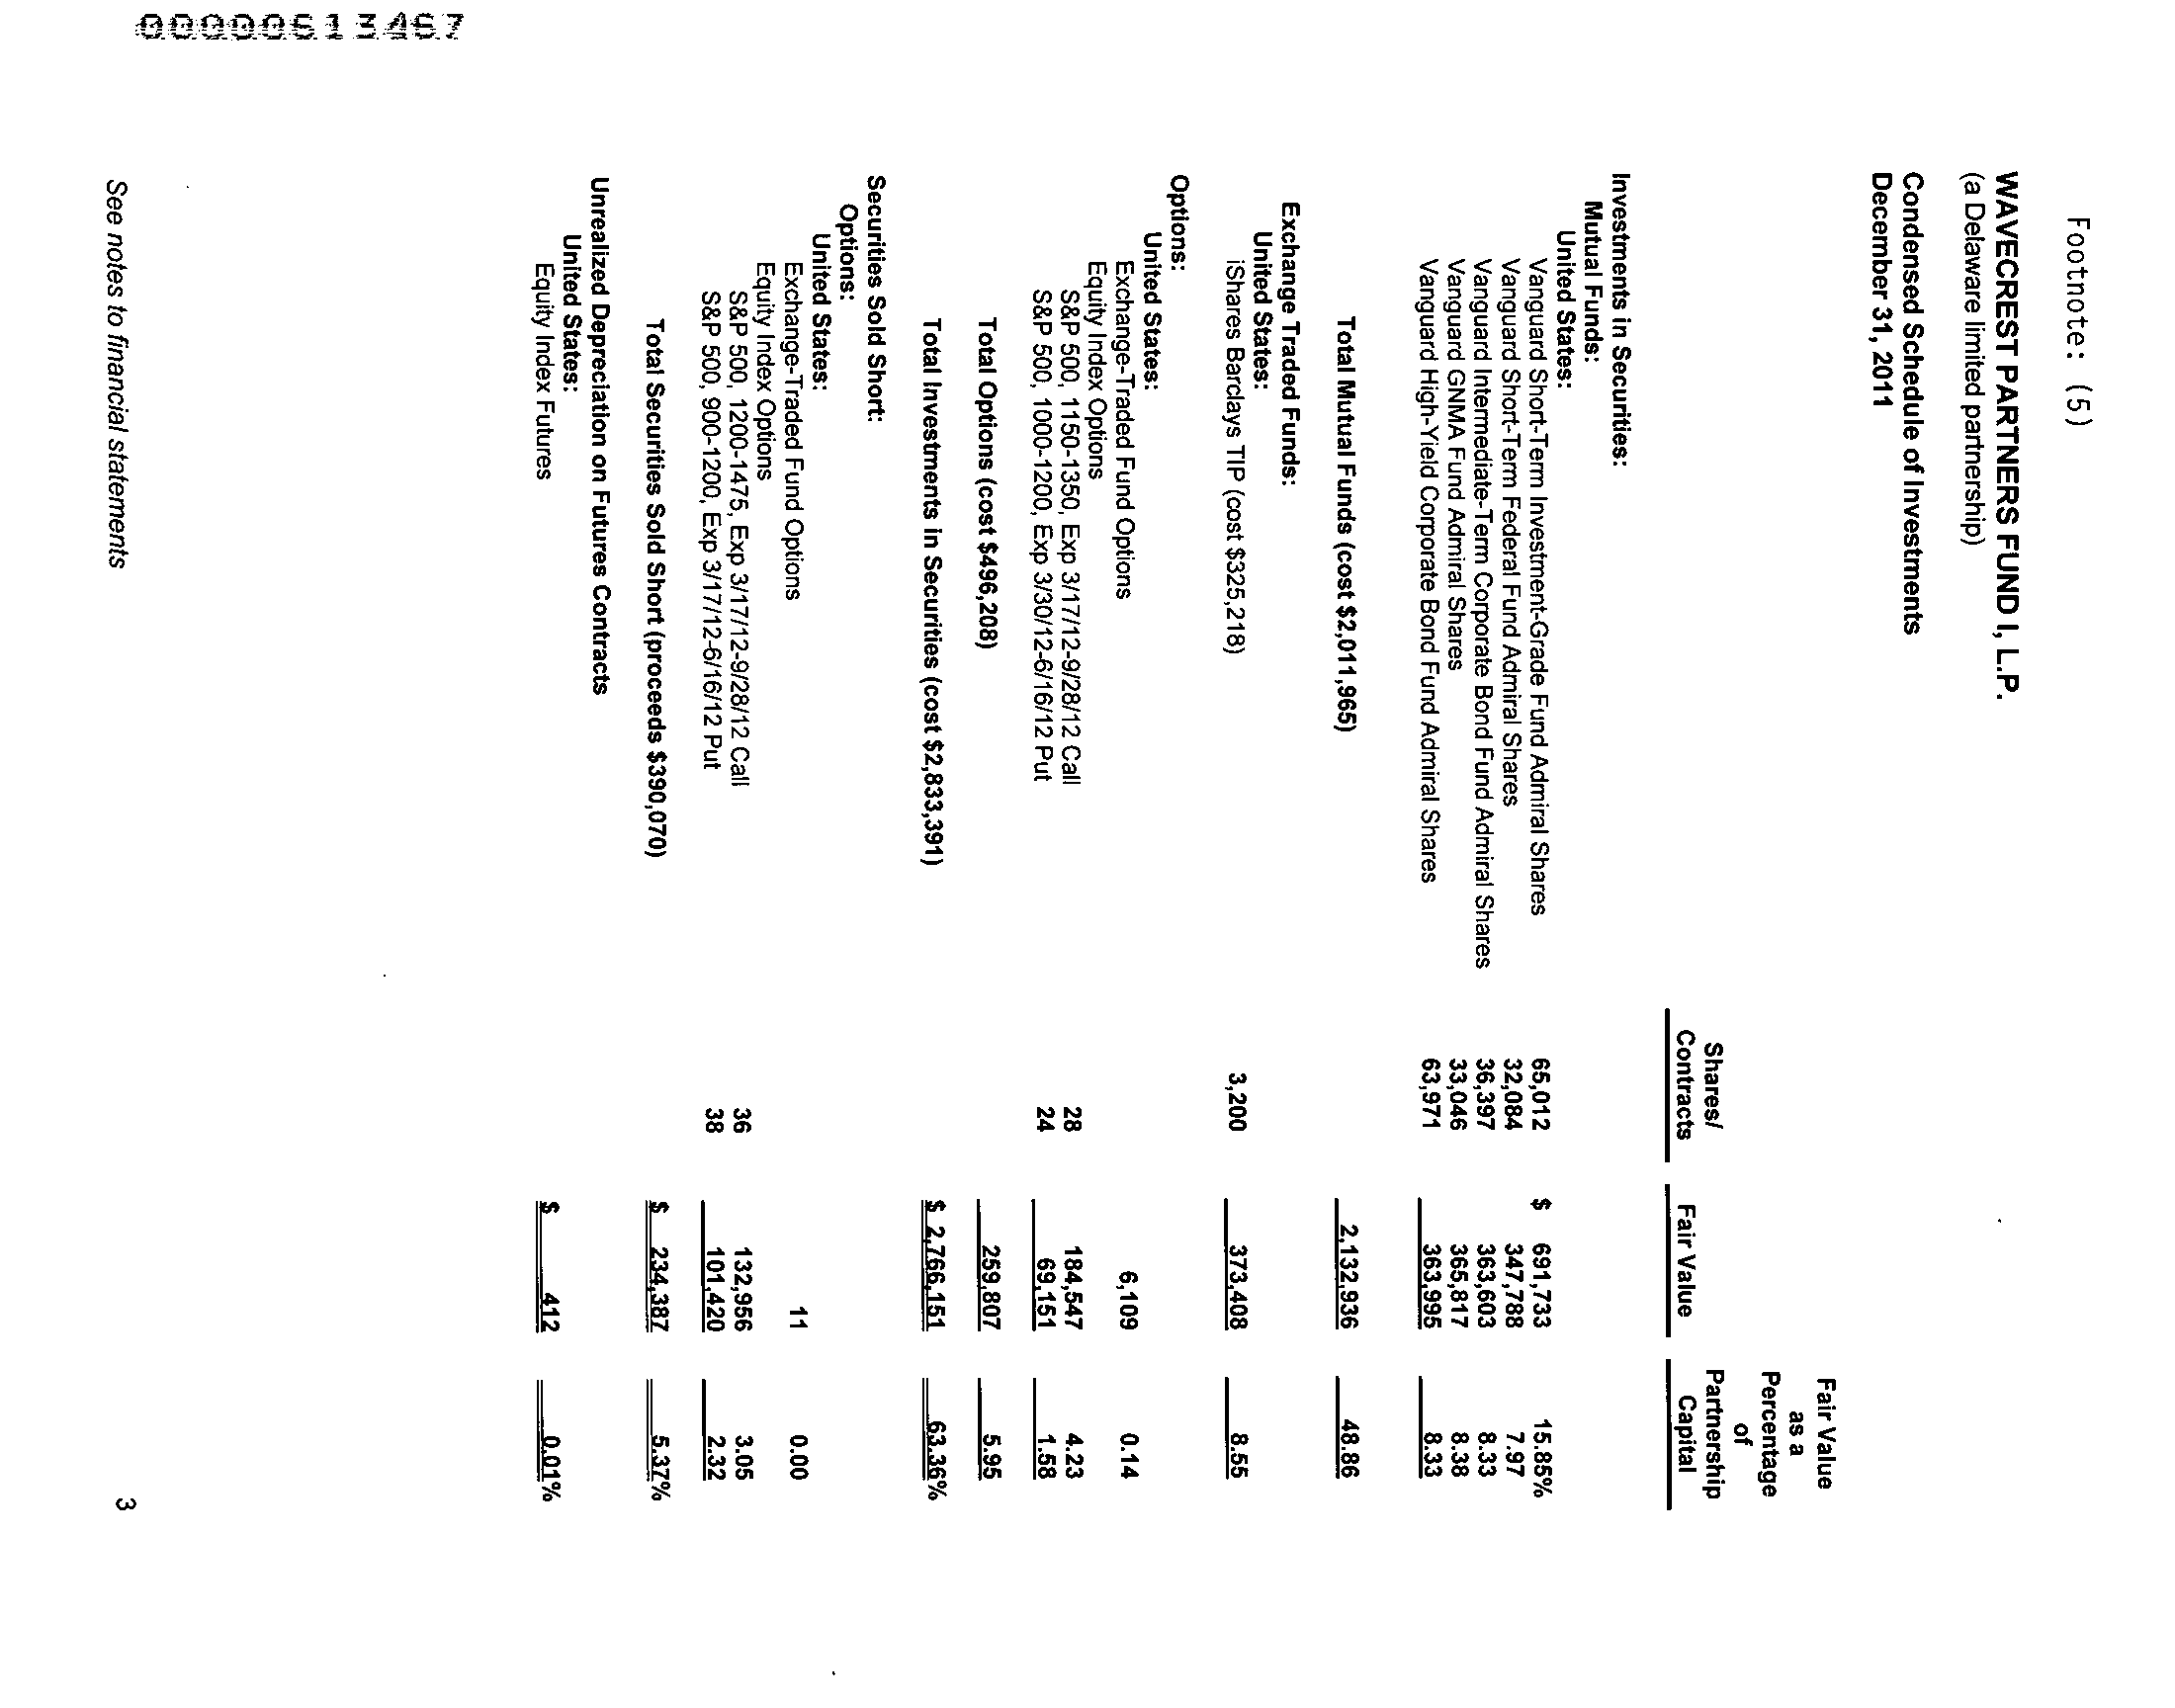 00000613467
Footnote: (5)
WAVECREST PARTNERS FUND I, L.P.
(a Delaware limited partnership)
Condensed Schedule of Investments
December 31, 2011
Fair Value
as a
Percentage
of
Shares/ Partnership
Contracts Fair Value Capital
Investments in Securities:
Mutual Funds:
United States:
Vanguard Short-Term Investment-Grade Fund Admiral Shares 65,012 $ 691,733 15.85%
Vanguard Short-Term Federal Fund Admiral Shares 32,084 347,788 7.97
Vanguard Intermediate-Term Corporate Bond Fund Admiral Shares 36,397 363,603 8.33
Vanguard GNMA Fund Admiral Shares 33,046 365,817 8.38
Vanguard High-Yield Corporate Bond Fund Admiral Shares 63,971 363,995 8.33
Total Mutual Funds (cost $2,011,965) 2,132,936 48.86
Exchange Traded Funds:
United States:
iShares Barclays TIP (cost $325,218) 3,200 373,408 8.55
Options:
United States:
Exchange-Traded Fund Options 6,109 0.14
Equity Index Options
S&P 500, 1150-1350, Exp 3/17/12-9/28/12 Call 28 184,547 4.23
S&P 500, 1000-1200, Exp 3/30/12-6/16/12 Put 24 69,151 1.58
Total Options (cost $496,208) 259,807 5.95
Total Investments in Securities (cost $2,833,391) $ 2,766,151 63.36%
Securities Sold Short:
Options:
United States:
Exchange-Traded Fund Options 11 0.00
Equity Index Options
S&P 500, 1200-1475, Exp 3/17/12-9/28/12 Call 36 132,956 3.05
S&P 500, 900-1200, Exp 3/17/12-6/16/12 Put 38 101,420 2.32
Total Securities Sold Short (proceeds $390,070) $ 234,387 5.37%
Unrealized Depreciation on Futures Contracts
United States:
Equity Index Futures $ 412 0.01%
See notes to financial statements 3